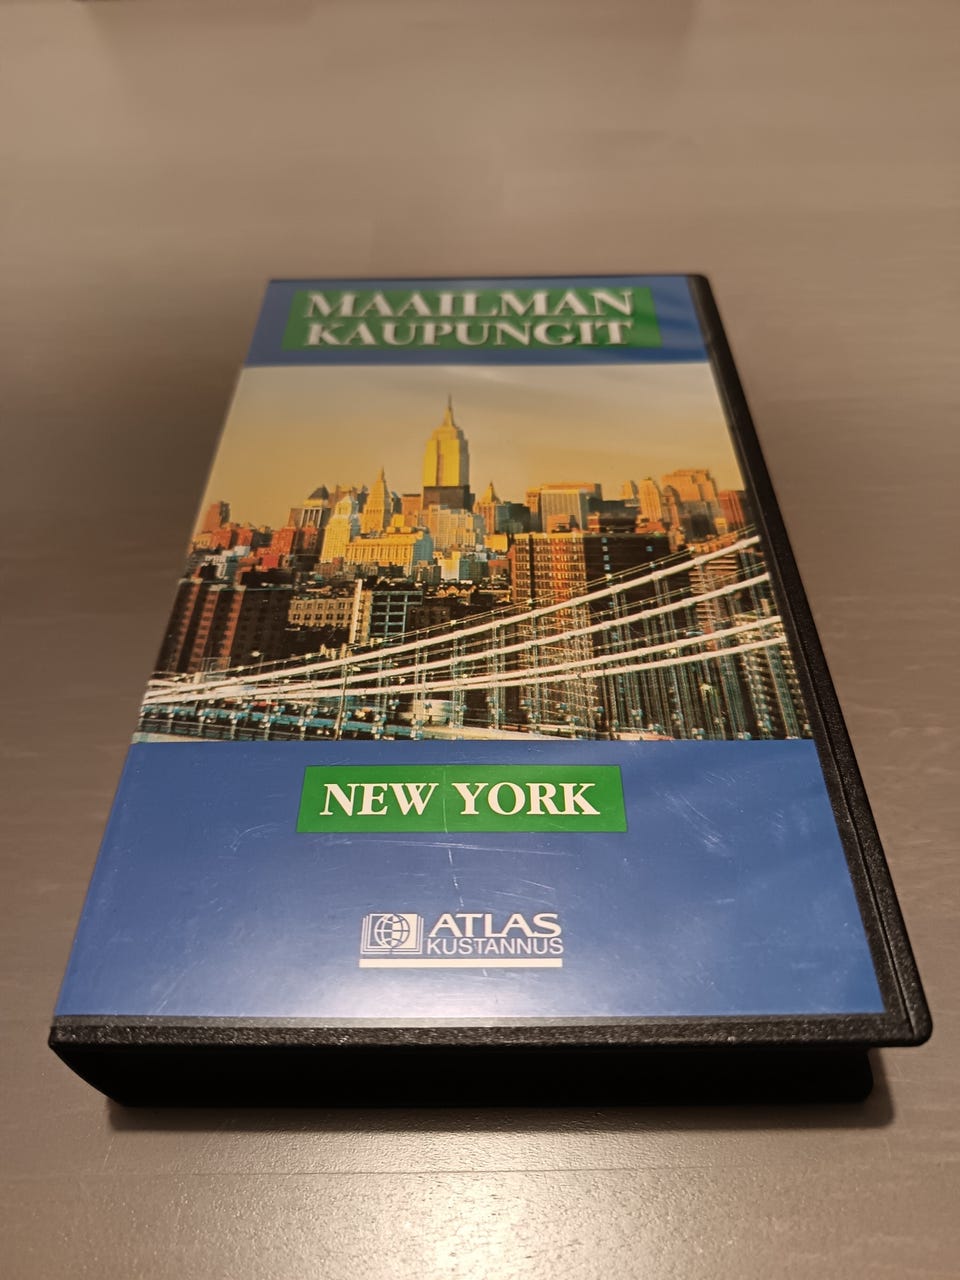 MAAILMAN
KAUPUNGIT
NEW YORK
ATLAS
KUSTANNUS